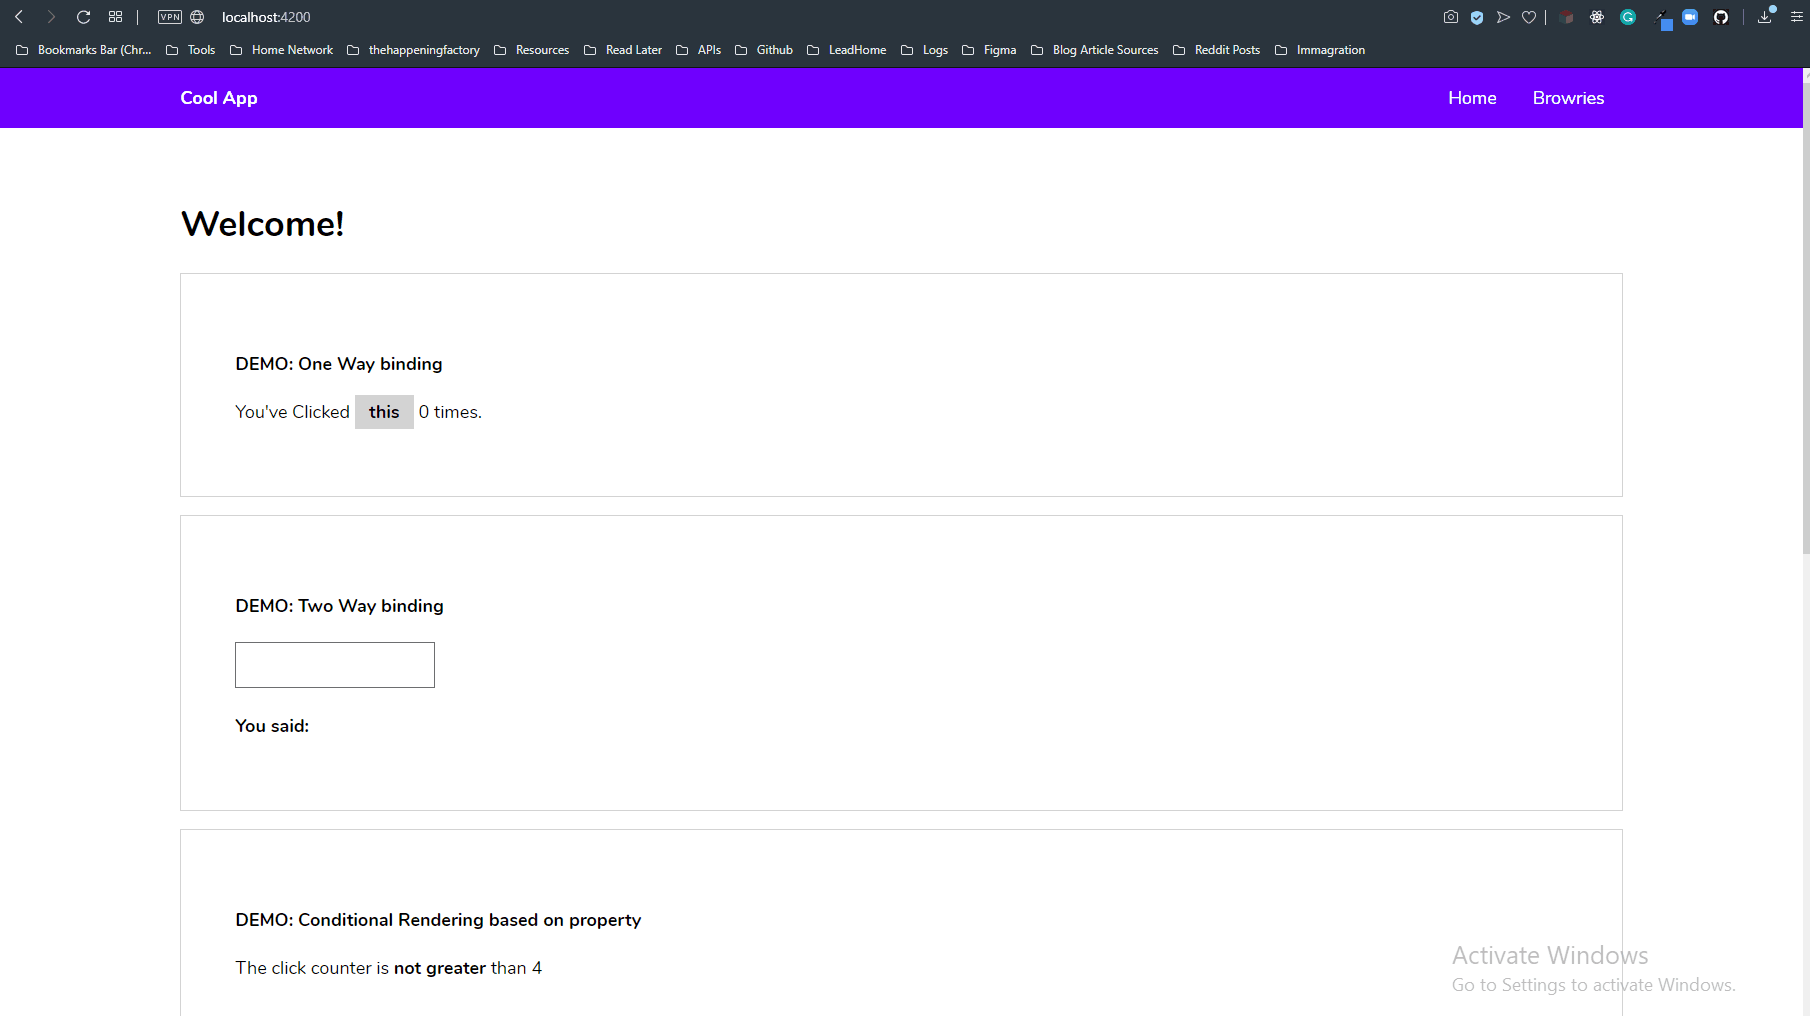 VPN localhost:4200
Bookmarks Bar (Chr... Tools Home Network thehappeningfactory Resources Read Later APIs Github LeadHome Logs Figma Blog Article Sources Reddit Posts Immagration
Cool App Home Browries
Welcome!
DEMO: One Way binding
You've Clicked this 0 times.
DEMO: Two Way binding
You said:
DEMO: Conditional Rendering based on property
The click counter is not greater than 4
Activate Windows
Go to Settings to activate Windows.